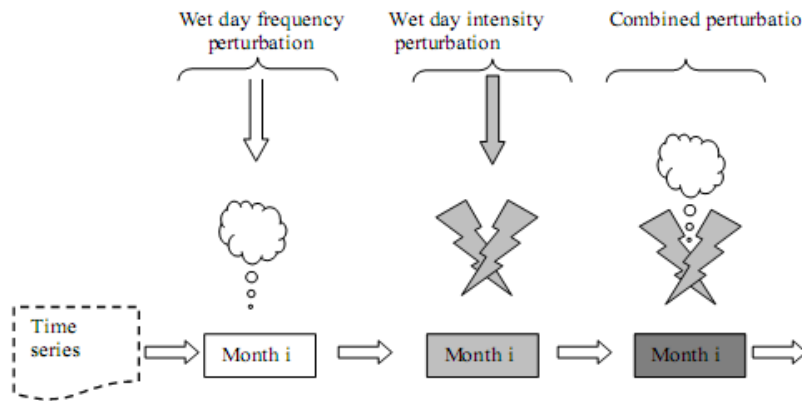 Wet day frequency
perturbation
Wet day intensity
perturbation
Combined perturbatio
Time
series
Month i
Month i
Month i